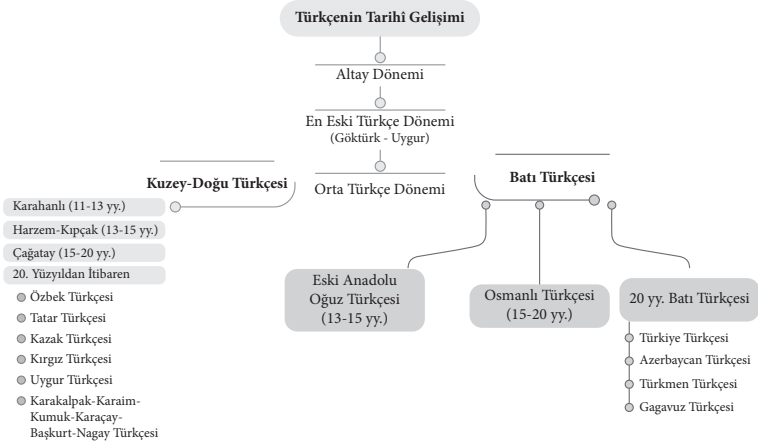 Türkçenin Tarihî Gelişimi
Altay Dönemi
En Eski Türkçe Dönemi
(Göktürk - Uygur)
Orta Türkçe Dönemi
Kuzey-Doğu Türkçesi
Karahanlı (11-13 yy.)
Harzem-Kıpçak (13-15 yy.)
Çağatay (15-20 yy.)
20. Yüzyıldan İtibaren
Özbek Türkçesi
Tatar Türkçesi
Kazak Türkçesi
Kırgız Türkçesi
Uygur Türkçesi
Karakalpak-Karaim-
Kumuk-Karaçay-
Başkurt-Nagay Türkçesi
Batı Türkçesi
Eski Anadolu
Oğuz Türkçesi
(13-15 yy.)
Osmanlı Türkçesi
(15-20 yy.)
20 yy. Batı Türkçesi
Türkiye Türkçesi
Azerbaycan Türkçesi
Türkmen Türkçesi
Gagavuz Türkçesi